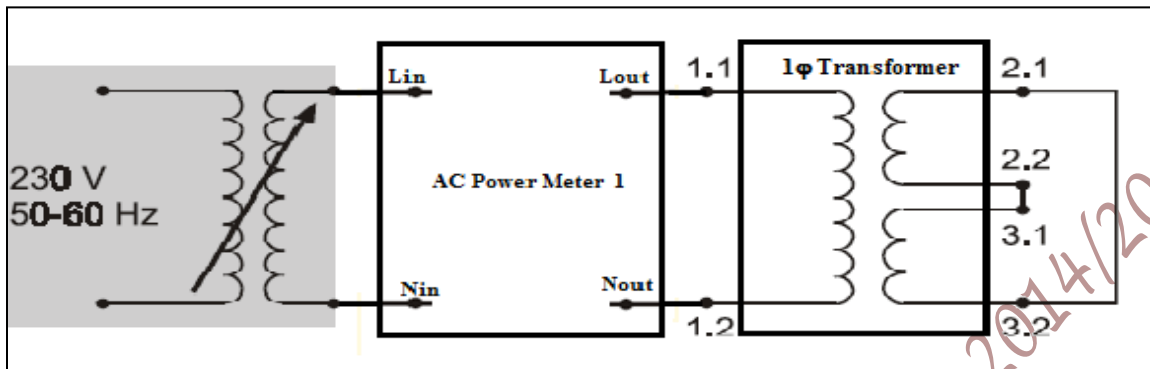 230 V
50-60 Hz
Lin
Lout
AC Power Meter 1
Nin
Nout
1.1
1.2
1φ Transformer
2.1
2.2
3.1
3.2
2014/20